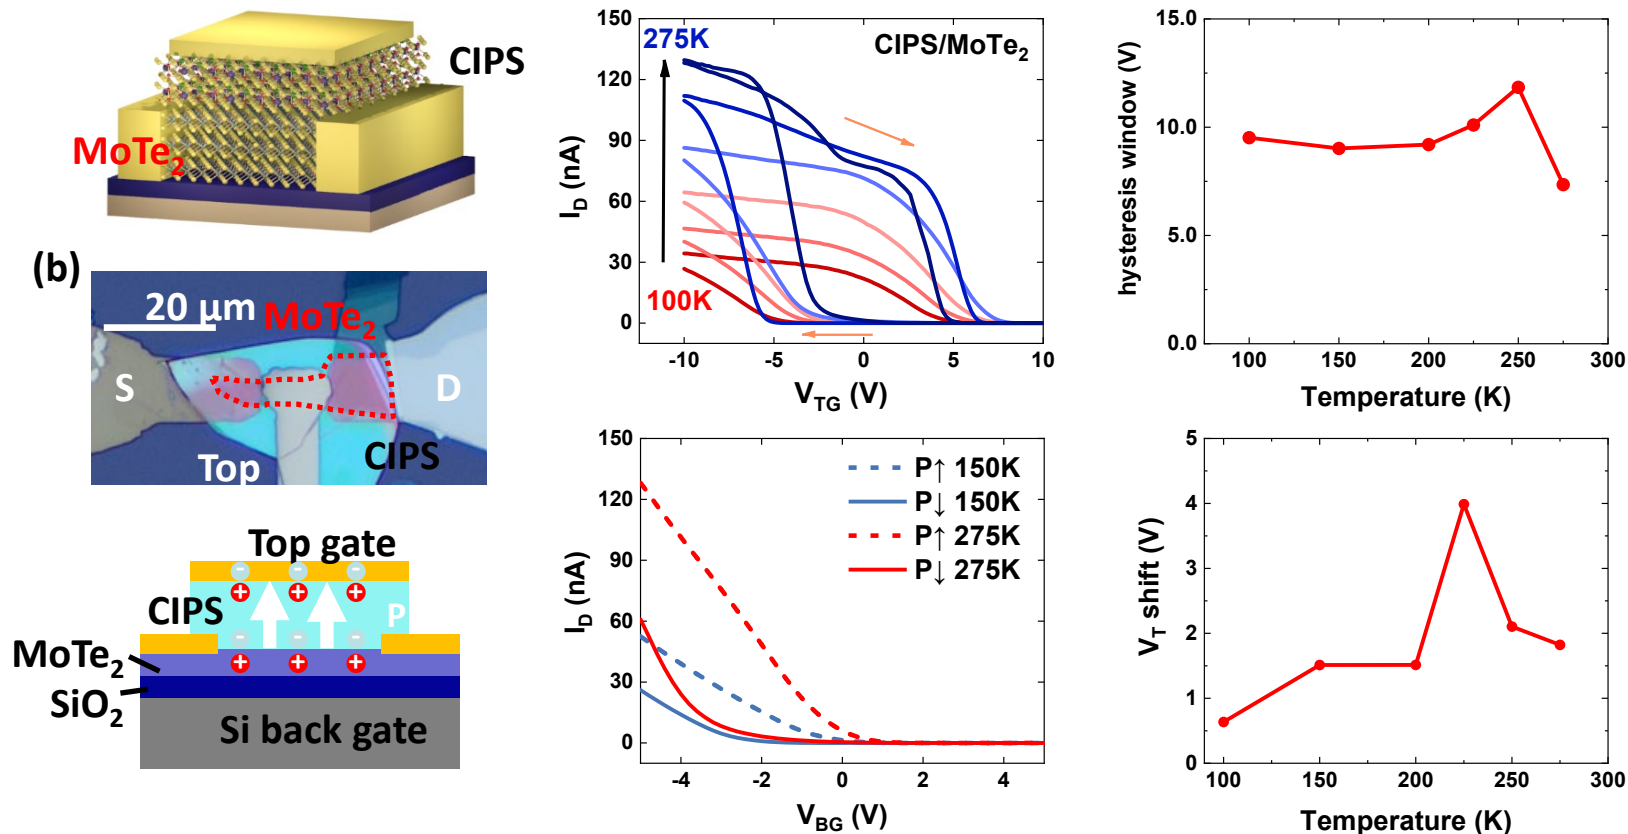 CIPS
MoTe2
(b)
20 µm
MoTe2
S
D
CIPS
Top
Top gate
CIPS
P
MoTe2
SiO2
Si back gate
- - -
+ + +
- - -
+ + +
275K
CIPS/MoTe2
100K
150
120
90
60
30
0
ID (nA)
-10 -5 0 5 10
VTG (V)
15.0
10.0
5.0
0.0
hysteresis window (V)
100 150 200 250 300
Temperature (K)
P↑ 150K
P↓ 150K
P↑ 275K
P↓ 275K
150
120
90
60
30
0
ID (nA)
-4 -2 0 2 4
VBG (V)
5
4
3
2
1
0
VT shift (V)
100 150 200 250 300
Temperature (K)